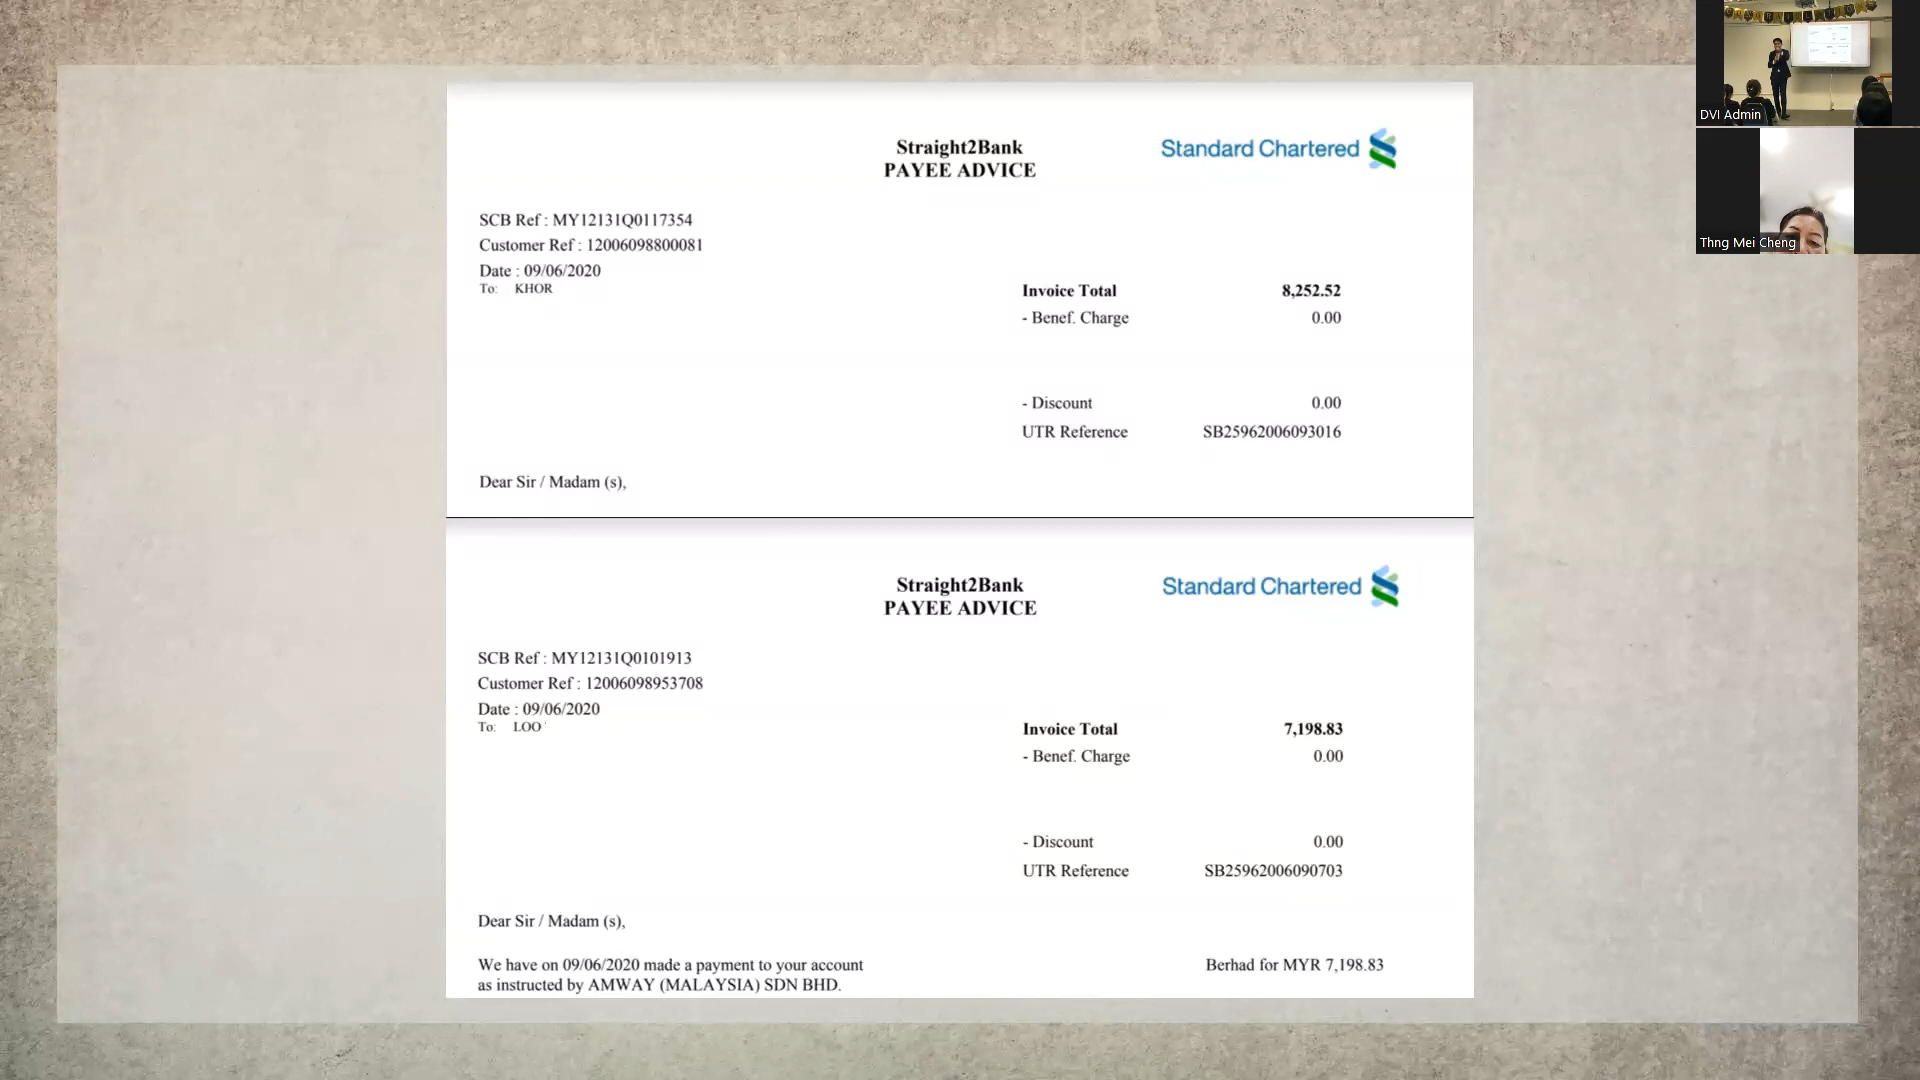 Straight2Bank
PAYEE ADVICE
Standard Chartered
SCB Ref : MY12131Q0117354
Customer Ref : 12006098800081
Date : 09/06/2020
To: KHOR
Invoice Total 8,252.52
- Benef. Charge 0.00
- Discount 0.00
UTR Reference SB25962006093016
Dear Sir / Madam (s),
Straight2Bank
PAYEE ADVICE
Standard Chartered
SCB Ref : MY12131Q0101913
Customer Ref : 12006098953708
Date : 09/06/2020
To: LOO
Invoice Total 7,198.83
- Benef. Charge 0.00
- Discount 0.00
UTR Reference SB25962006090703
Dear Sir / Madam (s),
We have on 09/06/2020 made a payment to your account Berhad for MYR 7,198.83
as instructed by AMWAY (MALAYSIA) SDN BHD.
DVI Admin
Thng Mei Cheng